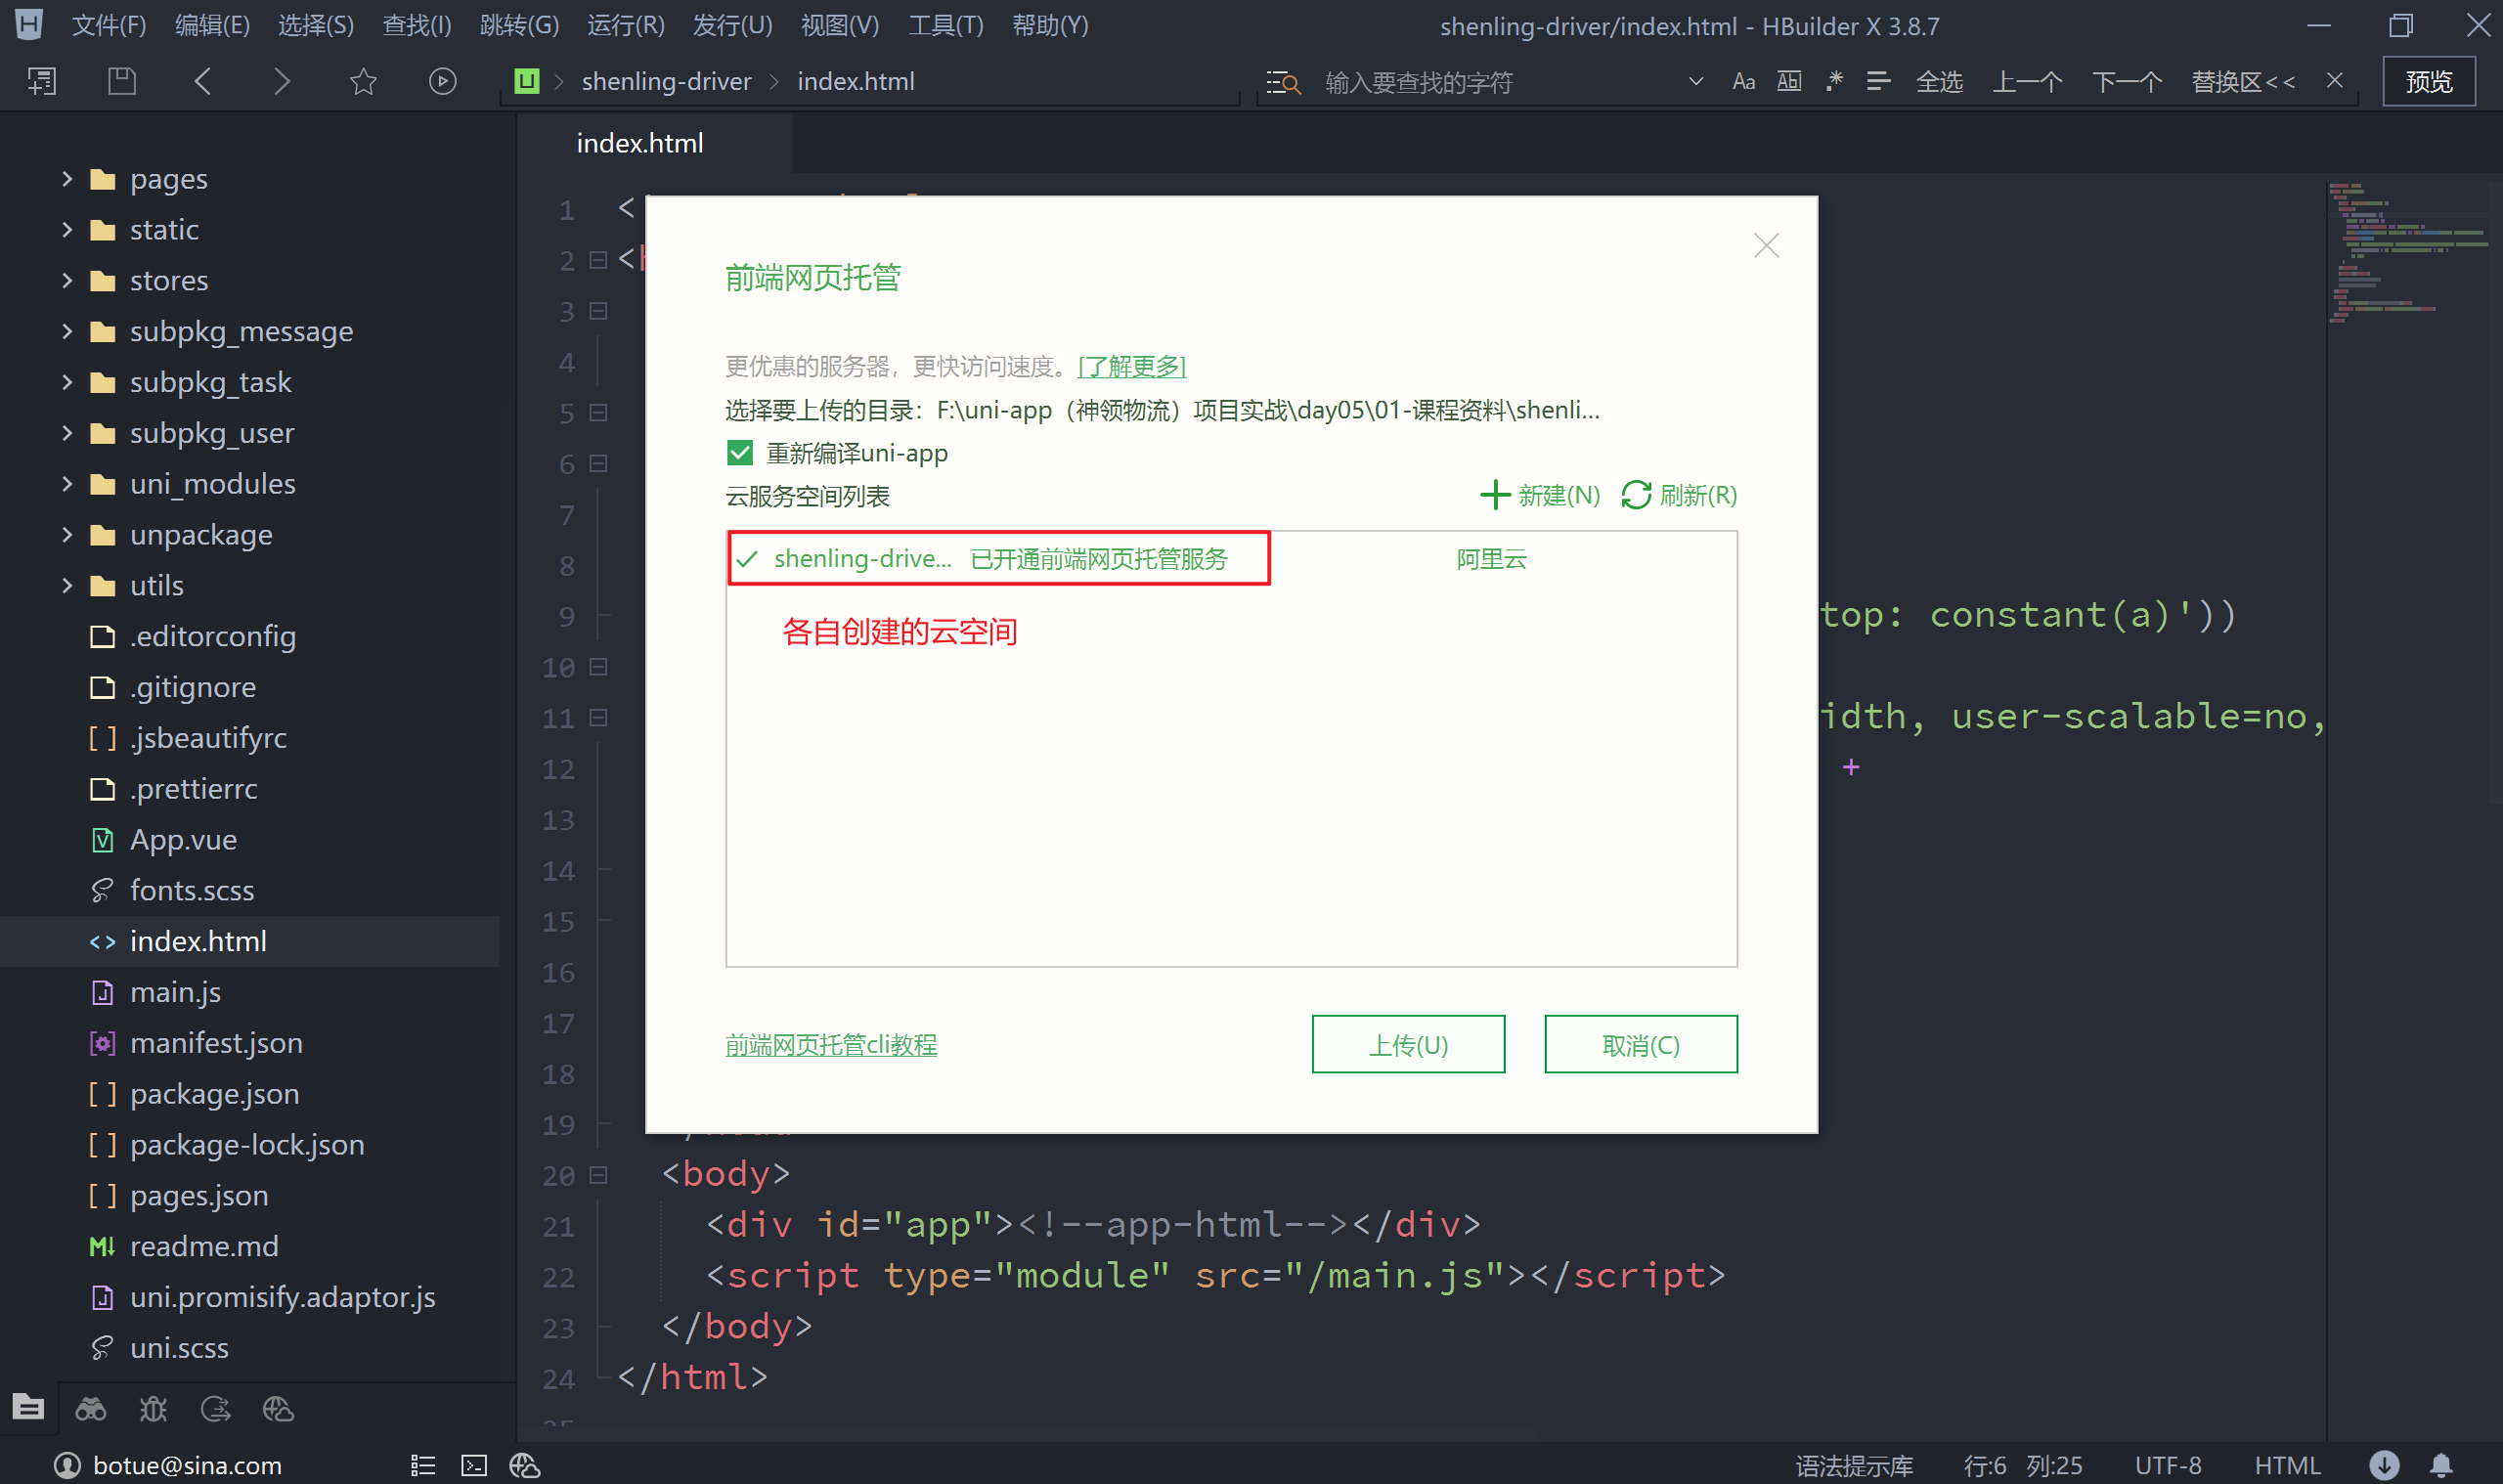 文件(F) 编辑(E) 选择(S) 查找(I) 跳转(G) 运行(R) 发行(U) 视图(V) 工具(T) 帮助(Y) shenling-driver/index.html - HBuilder X 3.8.7
shenling-driver index.html 输入要查找的字符 Aa Ab| .* 全选 上一个 下一个 替换区<< 预览
index.html
pages
static
stores
subpkg_message
subpkg_task
subpkg_user
uni_modules
unpackage
utils
.editorconfig
.gitignore
.jsbeautifyrc
.prettierrc
App.vue
fonts.scss
index.html
main.js
manifest.json
package.json
package-lock.json
pages.json
readme.md
uni.promisify.adaptor.js
uni.scss
前端网页托管
更优惠的服务器，更快访问速度。[了解更多]
选择要上传的目录：F:\uni-app（神领物流）项目实战\day05\01-课程资料\shenli...
重新编译uni-app
云服务空间列表 新建(N) 刷新(R)
shenling-drive... 已开通前端网页托管服务 阿里云
各自创建的云空间
前端网页托管cli教程 上传(U) 取消(C)
1 <
2 <
3
4
5
6
7
8
9 top: constant(a)'))
10
11 idth, user-scalable=no,
12 +
13
14
15
16
17
18
19
20 <body>
21 <div id="app"><!--app-html--></div>
22 <script type="module" src="/main.js"></script>
23 </body>
24 </html>
botue@sina.com 语法提示库 行:6 列:25 UTF-8 HTML